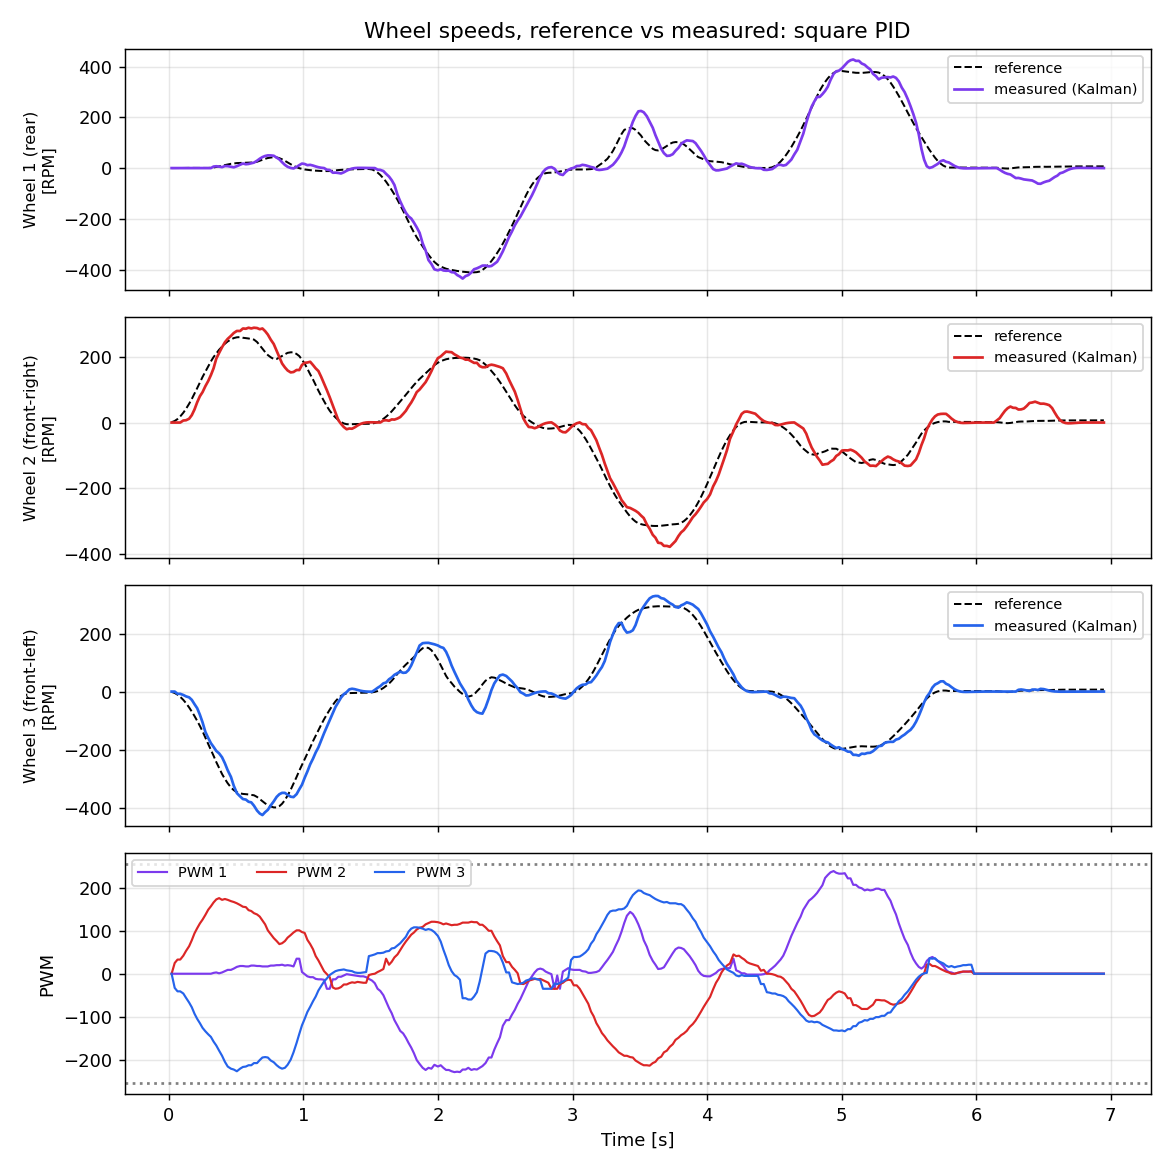 Wheel speeds, reference vs measured: square PID
Wheel 1 (rear)
[RPM]
400
200
0
−200
−400
reference
measured (Kalman)
Wheel 2 (front-right)
[RPM]
200
0
−200
−400
reference
measured (Kalman)
Wheel 3 (front-left)
[RPM]
200
0
−200
−400
reference
measured (Kalman)
PWM
200
100
0
−100
−200
PWM 1 PWM 2 PWM 3
0 1 2 3 4 5 6 7
Time [s]